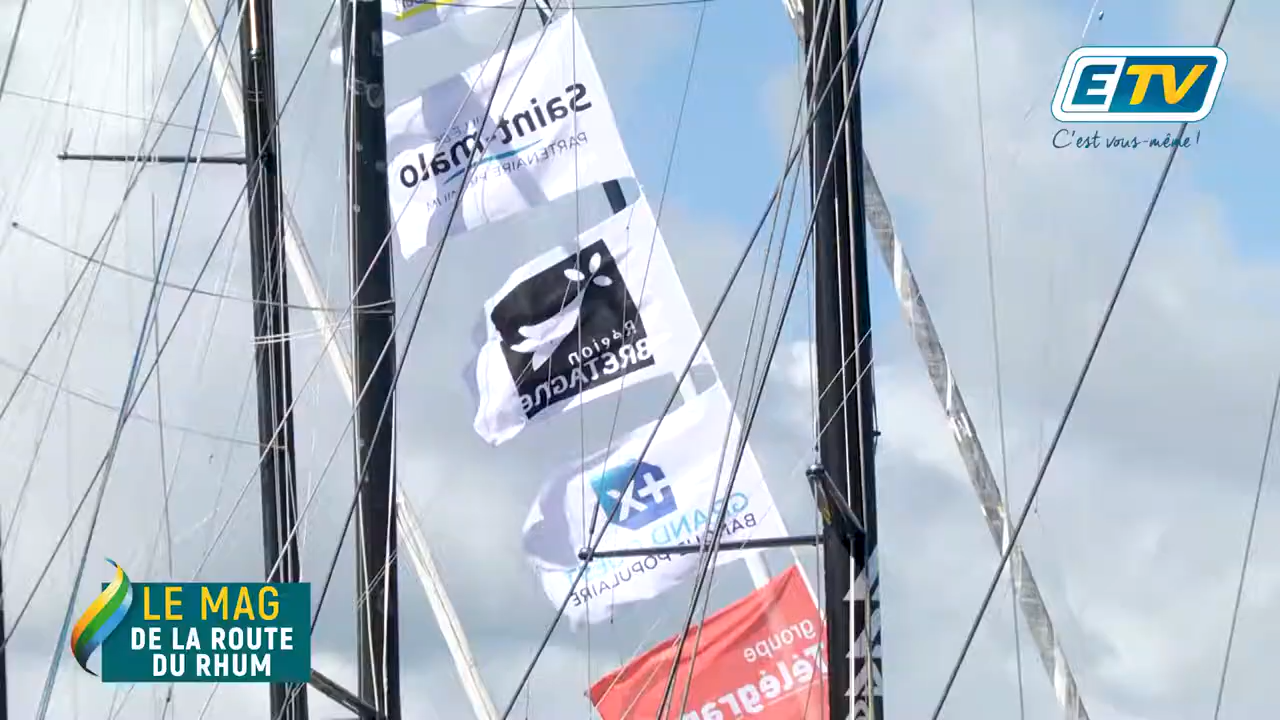 ETV
C'est vous-même !
Saint-malo
PARTENAIRE
Région
BRETAGNE
+X
GRAND
BANQUE POPULAIRE
groupe
LE MAG
DE LA ROUTE
DU RHUM